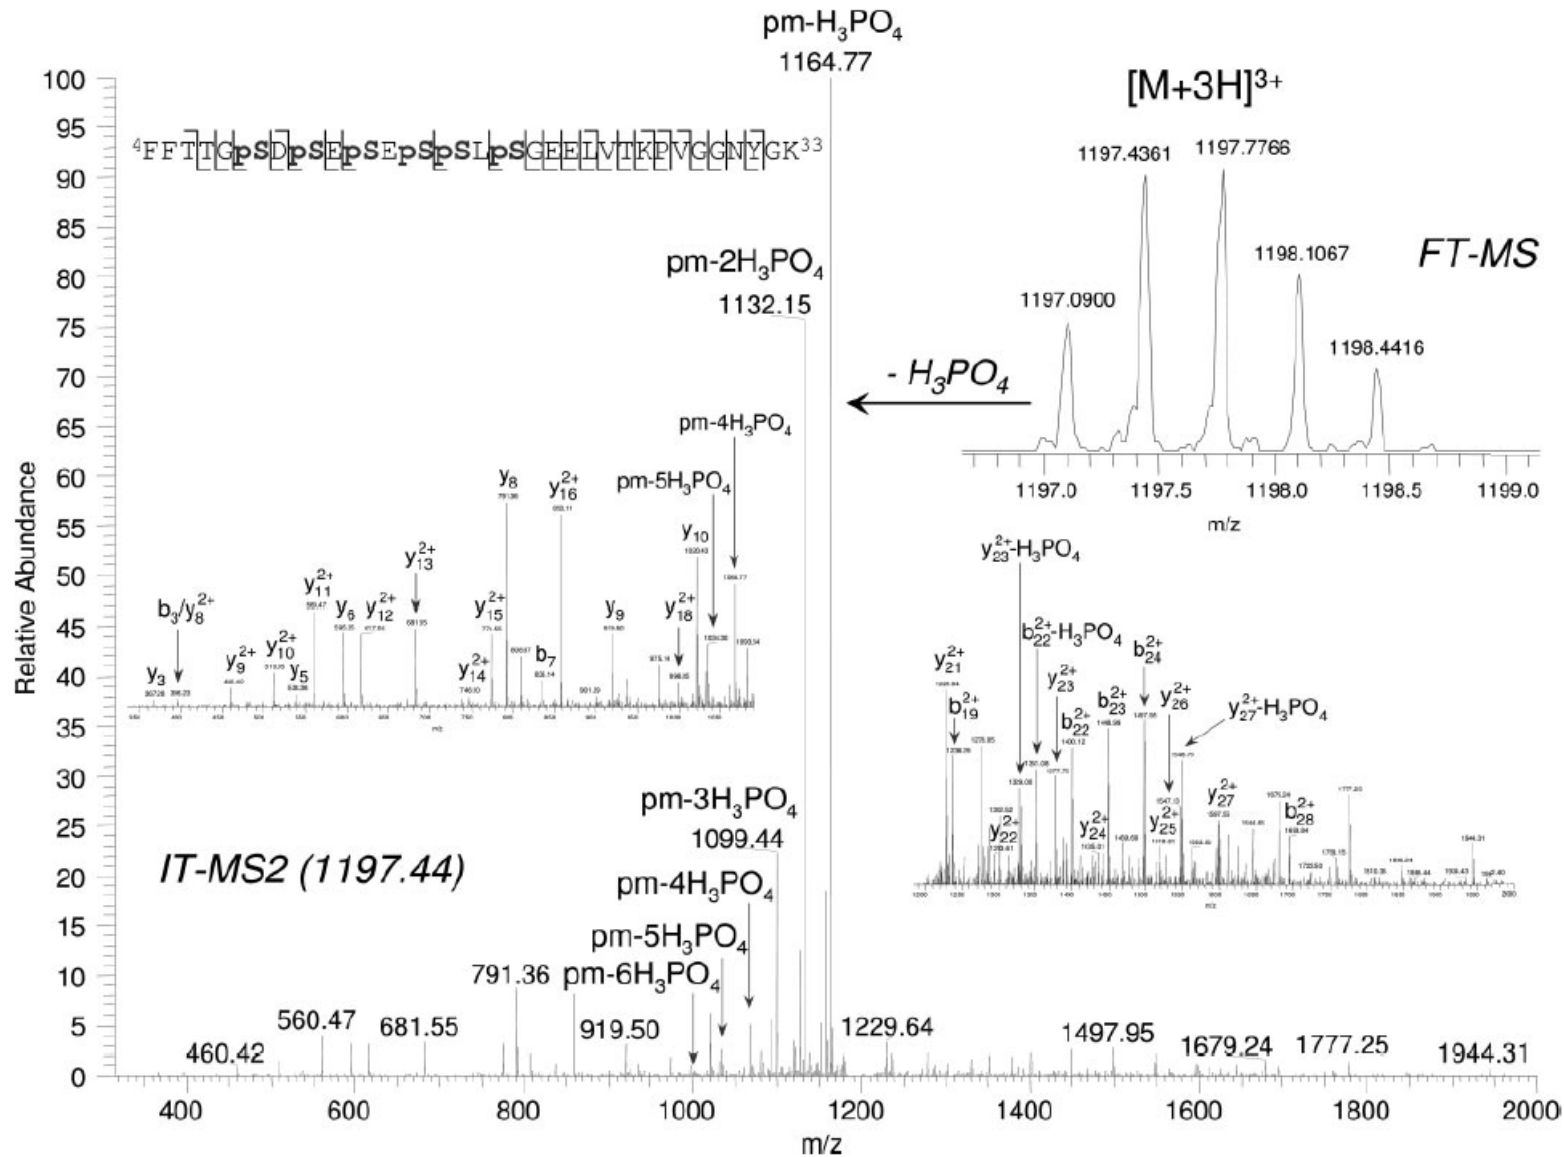 pm-H₃PO₄
1164.77
[M+3H]³⁺
⁴FFTTGpSDpSEpSEpSpSLpSGEELVTKPVGGNYGK³³
1197.4361
1197.7766
1198.1067
1197.0900
1198.4416
FT-MS
1197.0
1197.5
1198.0
1198.5
1199.0
m/z
- H₃PO₄
pm-2H₃PO₄
1132.15
pm-4H₃PO₄
pm-5H₃PO₄
y₃
b₃/y₈²⁺
y₉²⁺
y₁₀²⁺
y₅
y₁₁²⁺
y₆
y₁₂²⁺
y₁₃²⁺
y₁₄²⁺
y₁₅²⁺
y₈
b₇
y₁₆²⁺
y₉
y₁₈²⁺
y₁₀
m/z
y₂₃²⁺-H₃PO₄
b₂₂²⁺-H₃PO₄
y₂₁²⁺
b₁₉²⁺
y₂₂²⁺
y₂₃²⁺
b₂₂²⁺
y₂₄²⁺
b₂₃²⁺
b₂₄²⁺
y₂₅²⁺
y₂₆²⁺
y₂₇²⁺-H₃PO₄
y₂₇²⁺
b₂₈²⁺
m/z
pm-3H₃PO₄
1099.44
IT-MS2 (1197.44)
pm-4H₃PO₄
pm-5H₃PO₄
pm-6H₃PO₄
460.42
560.47
681.55
791.36
919.50
1229.64
1497.95
1679.24
1777.25
1944.31
Relative Abundance
100
95
90
85
80
75
70
65
60
55
50
45
40
35
30
25
20
15
10
5
0
400
600
800
1000
1200
1400
1600
1800
2000
m/z